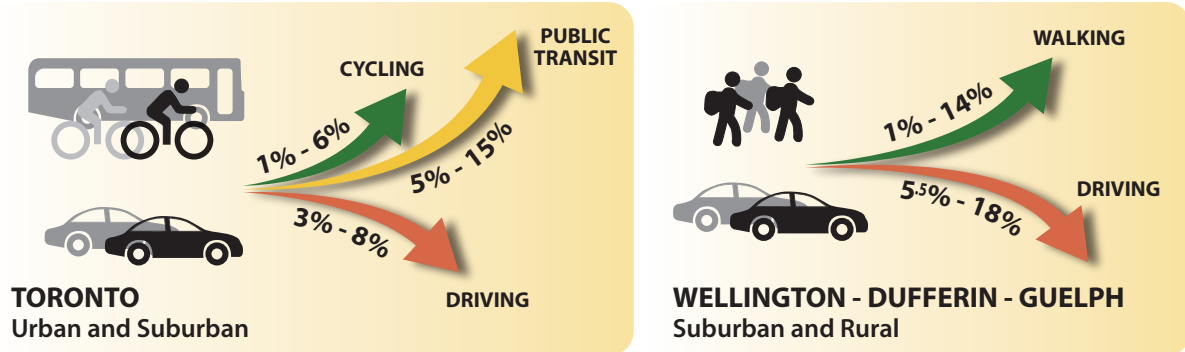 PUBLIC
TRANSIT
CYCLING
1% - 6%
5% - 15%
3% - 8%
DRIVING
TORONTO
Urban and Suburban
WALKING
1% - 14%
DRIVING
5.5% - 18%
WELLINGTON - DUFFERIN - GUELPH
Suburban and Rural